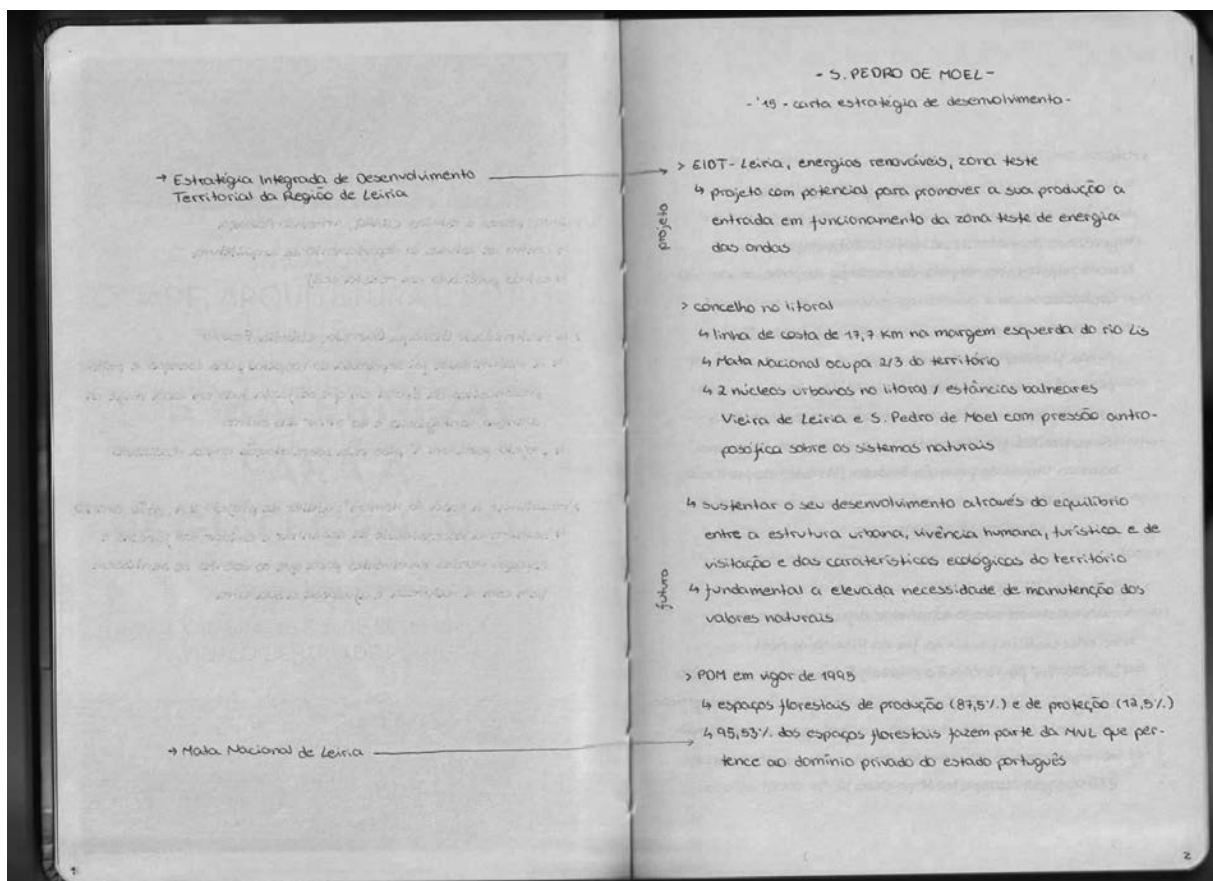 → Estratégia Integrada de Desenvolvimento
Territorial da Região de Leiria
→ Mata Nacional de Leiria
1
- S. PEDRO DE MOEL -
- '15 - carta estratégia de desenvolvimento -
> EIDT - Leiria, energias renováveis, zona teste
↳ projeto com potencial para promover a sua produção a
entrada em funcionamento da zona teste de energia
das ondas
projeto
> concelho no litoral
↳ linha de costa de 17,7 Km na margem esquerda do rio Lis
↳ Mata Nacional ocupa 2/3 do território
↳ 2 núcleos urbanos no litoral / estâncias balneares
Vieira de Leiria e S. Pedro de Moel com pressão antro-
posófica sobre os sistemas naturais
↳ sustentar o seu desenvolvimento através do equilíbrio
entre a estrutura urbana, vivência humana, turística e de
visitação e das caraterísticas ecológicas do território
futuro
↳ fundamental a elevada necessidade de manutenção dos
valores naturais
> PDM em vigor de 1995
↳ espaços florestais de produção (87,5%) e de proteção (12,5%)
↳ 95,53% dos espaços florestais fazem parte da MNL que per-
tence ao domínio privado do estado português
2